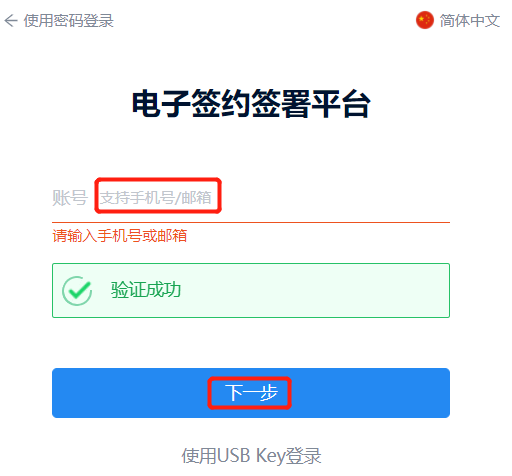 ← 使用密码登录 简体中文
电子签约签署平台
账号 支持手机号/邮箱
请输入手机号或邮箱
验证成功
下一步
使用USB Key登录